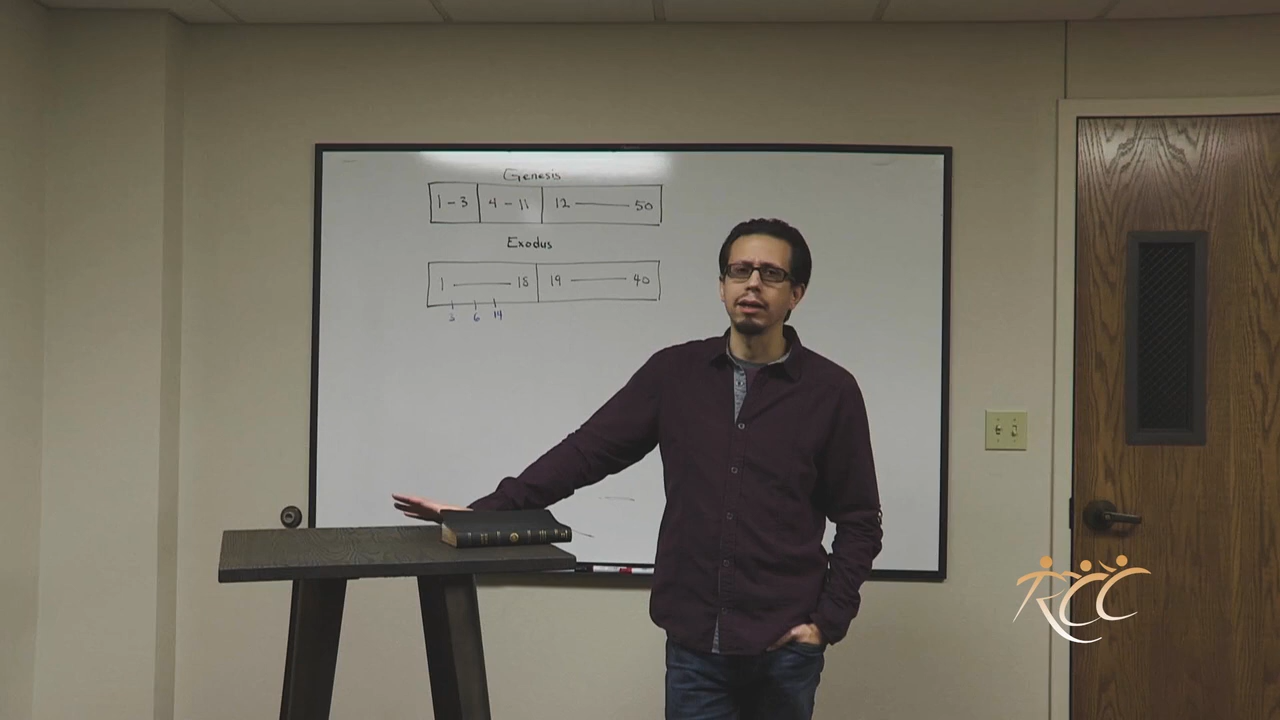 Genesis
1 - 3 4 - 11 12 — 50
Exodus
1 — 18 19 — 40
3 6 14
RCC